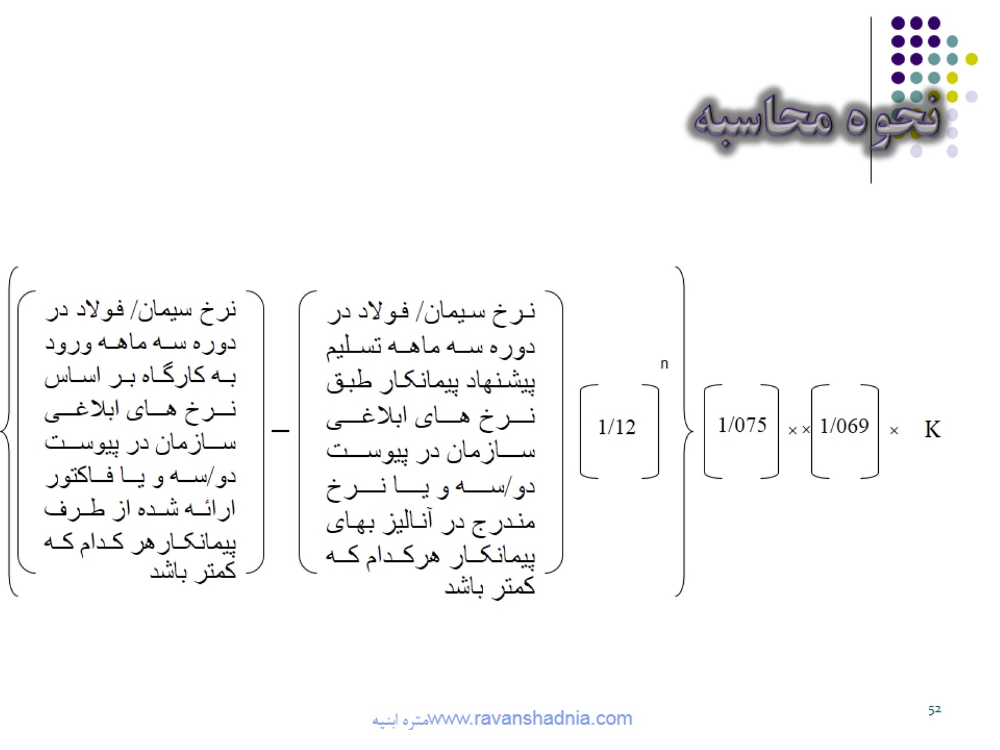 نحوه محاسبه
نرخ سیمان/ فولاد در
دوره سه ماهه ورود
به کارگاه بر اساس
نرخ های ابلاغی
سازمان در پیوست
دو/سه و یا فاکتور
ارائه شده از طرف
پیمانکارهر کدام که
کمتر باشد
–
نرخ سیمان/ فولاد در
دوره سه ماهه تسلیم
پیشنهاد پیمانکار طبق
نرخ های ابلاغی
سازمان در پیوست
دو/سه و یا نرخ
مندرج در آنالیز بهای
پیمانکار هرکدام که
کمتر باشد
1/12
n
1/075
× ×
1/069
×
K
متره ابنیهwww.ravanshadnia.com
52